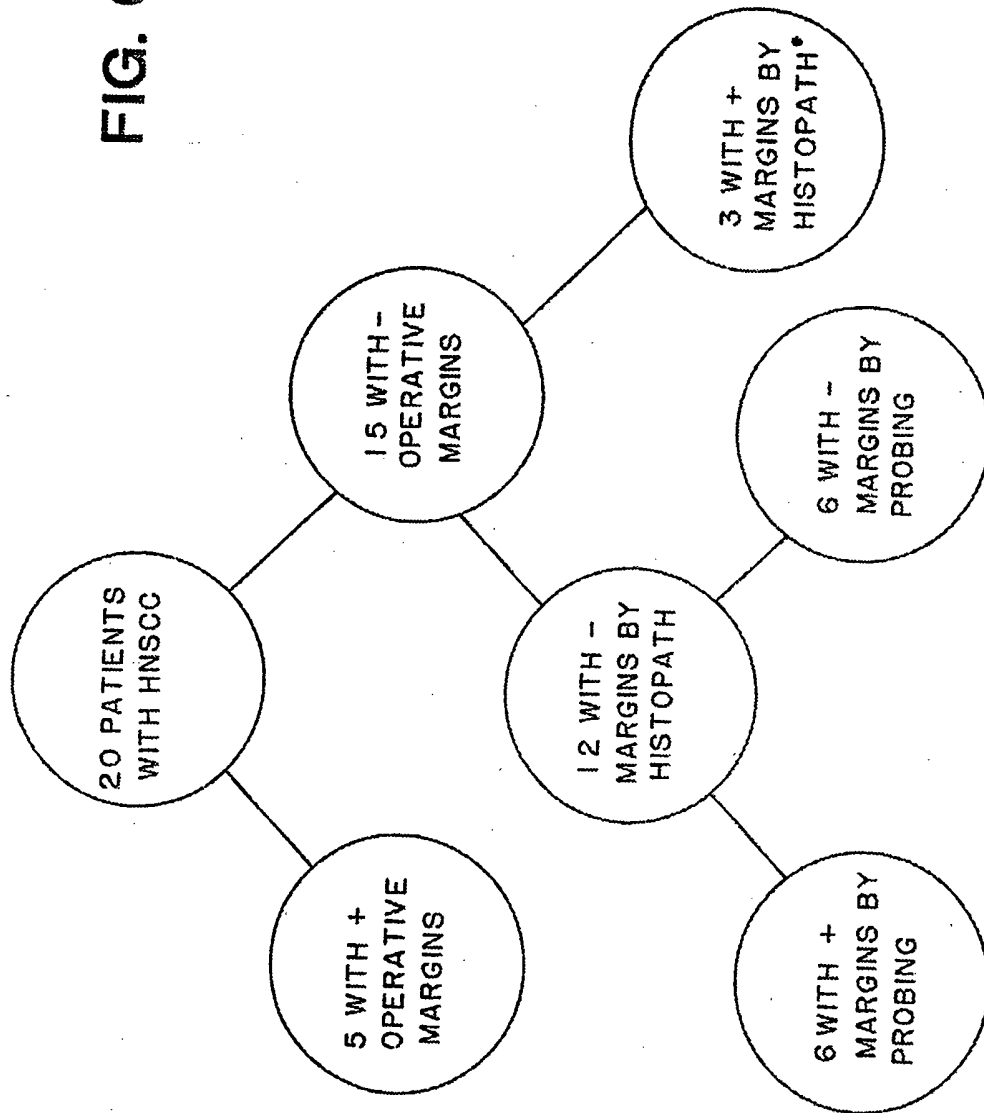 FIG.
20 PATIENTS
WITH HNSCC
5 WITH +
OPERATIVE
MARGINS
15 WITH-
OPERATIVE
MARGINS
12 WITH -
MARGINS BY
HISTOPATH
3 WITH +
MARGINS BY
HISTOPATH*
6 WITH +
MARGINS BY
PROBING
6 WITH -
MARGINS BY
PROBING